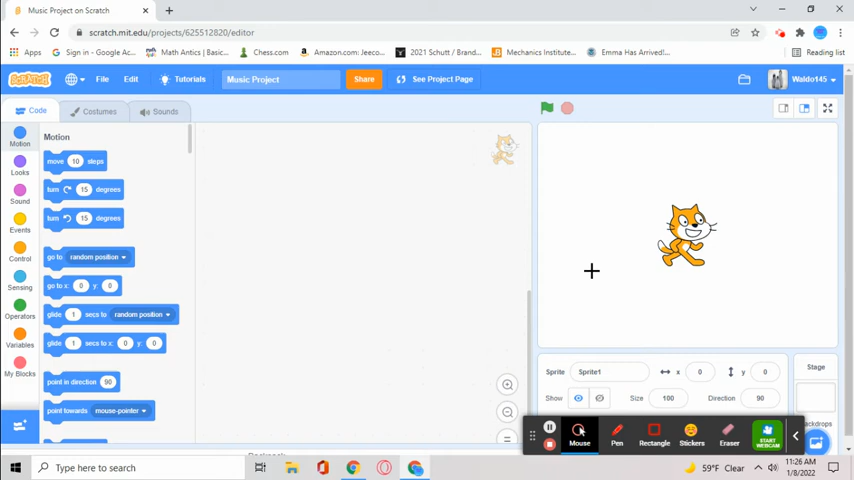 Music Project on Scratch
scratch.mit.edu/projects/625512820/editor
Apps
Sign in - Google Ac...
Math Antics | Basic...
Chess.com
Amazon.com: Jeeco...
2021 Schutt / Brand...
Mechanics Institute...
Emma Has Arrived!...
Reading list
SCRATCH
File
Edit
Tutorials
Music Project
Share
See Project Page
Waldo145
Code
Costumes
Sounds
Motion
Looks
Sound
Events
Control
Sensing
Operators
Variables
My Blocks
Motion
move 10 steps
turn 15 degrees
turn 15 degrees
go to random position
go to x: 0 y: 0
glide 1 secs to random position
glide 1 secs to x: 0 y: 0
point in direction 90
point towards mouse-pointer
Sprite Sprite1 x 0 y 0
Show Size 100 Direction 90
Stage
Mouse
Pen
Rectangle
Stickers
Eraser
START
WEBCAM
Type here to search
59°F Clear
11:26 AM
1/8/2022